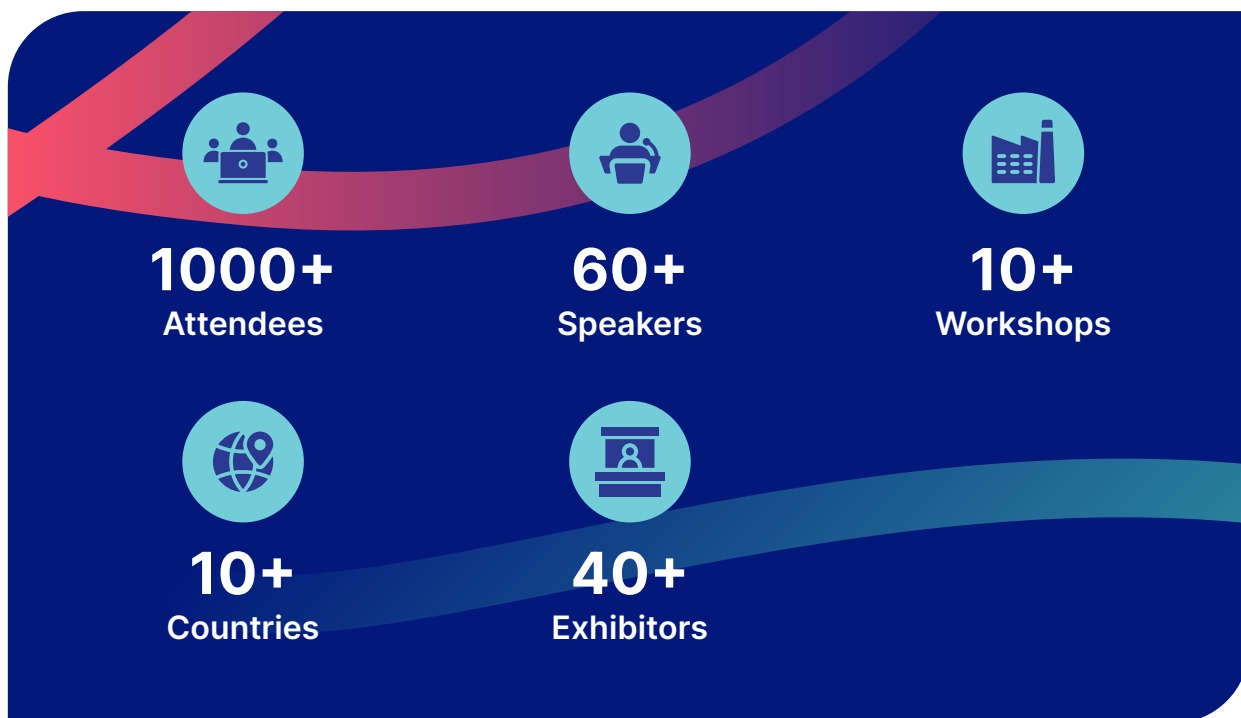 1000+
Attendees
60+
Speakers
10+
Workshops
10+
Countries
40+
Exhibitors